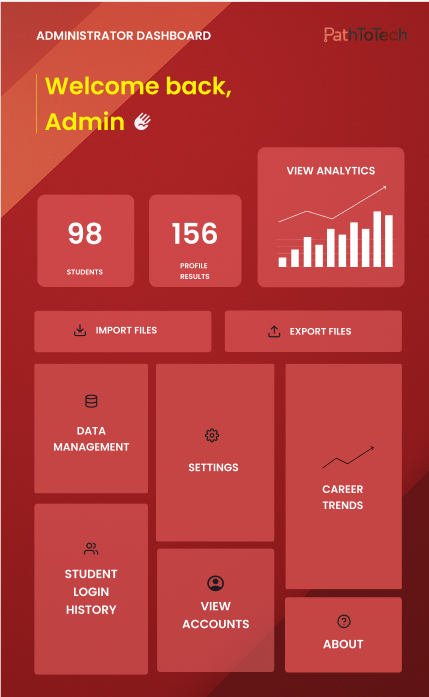 ADMINISTRATOR DASHBOARD
PathToTech
Welcome back,
Admin
VIEW ANALYTICS
98
STUDENTS
156
PROFILE
RESULTS
IMPORT FILES
EXPORT FILES
DATA
MANAGEMENT
SETTINGS
CAREER
TRENDS
STUDENT
LOGIN
HISTORY
VIEW
ACCOUNTS
ABOUT